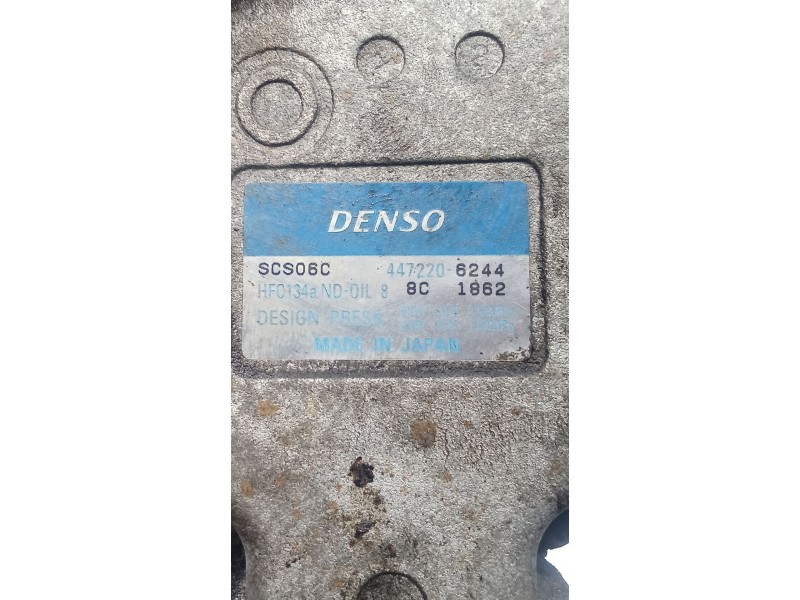 DENSO
SCS06C 447220-6244
HFC134a ND-OIL 8 8C 1862
DESIGN PRESS
MADE IN JAPAN